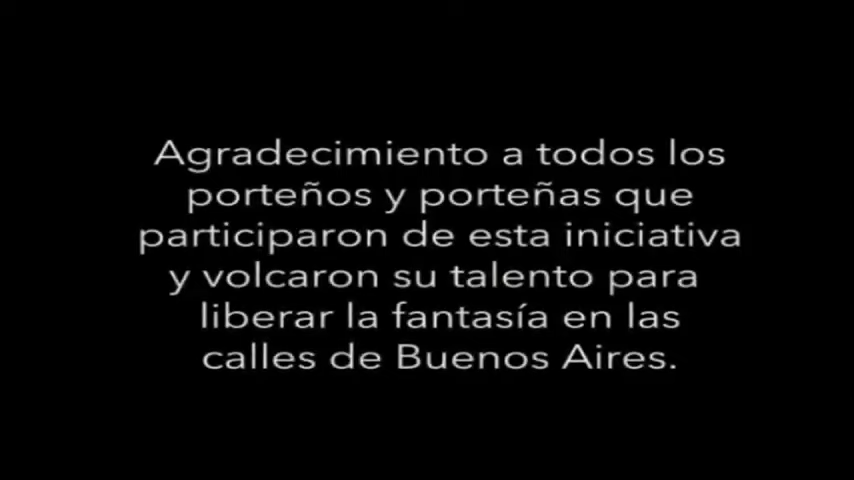 Agradecimiento a todos los
porteños y porteñas que
participaron de esta iniciativa
y volcaron su talento para
liberar la fantasía en las
calles de Buenos Aires.